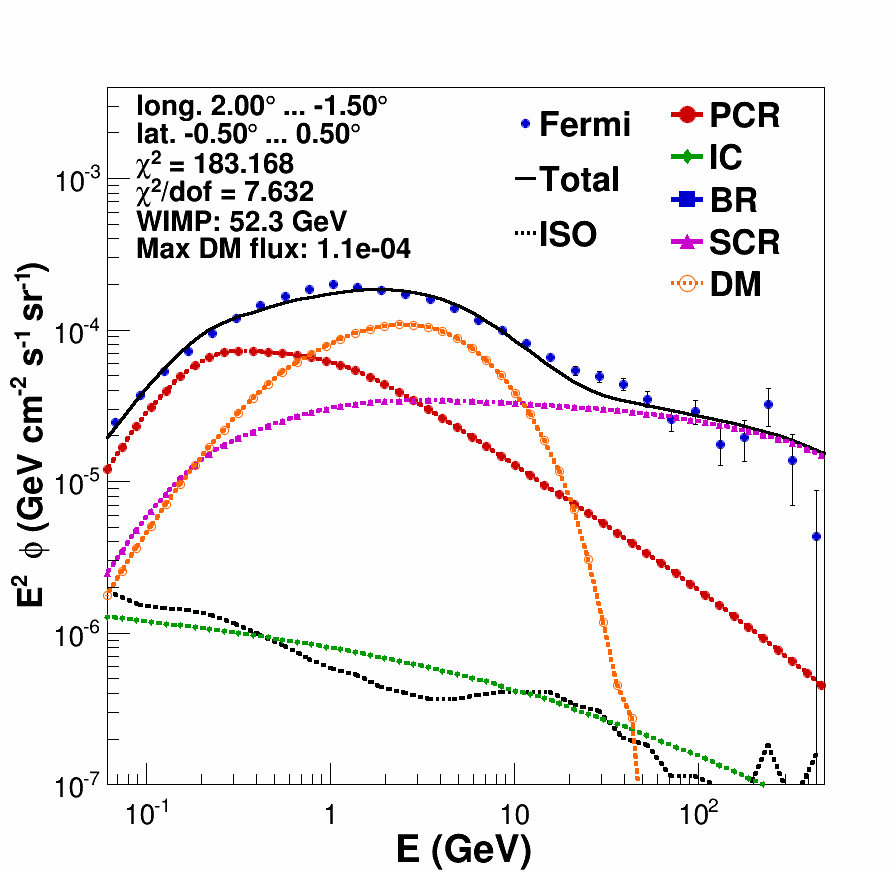 long. 2.00° ... -1.50°
lat. -0.50° ... 0.50°
χ² = 183.168
χ²/dof = 7.632
WIMP: 52.3 GeV
Max DM flux: 1.1e-04
Fermi
Total
ISO
PCR
IC
BR
SCR
DM
E² ϕ (GeV cm⁻² s⁻¹ sr⁻¹)
10⁻³
10⁻⁴
10⁻⁵
10⁻⁶
10⁻⁷
10⁻¹ 1 10 10²
E (GeV)